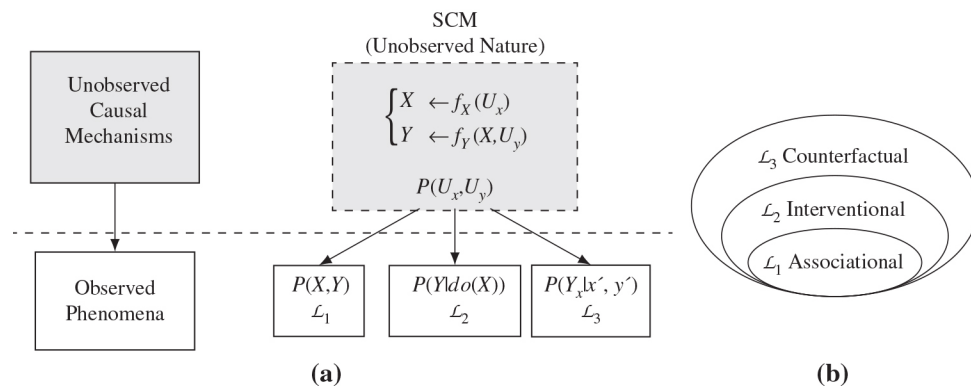 SCM
(Unobserved Nature)
Unobserved
Causal
Mechanisms
X ← f_X(U_x)
Y ← f_Y(X,U_y)
P(U_x,U_y)
Observed
Phenomena
P(X,Y)
ℒ₁
P(Y|do(X))
ℒ₂
P(Y_x|x´, y´)
ℒ₃
(a)
ℒ₃ Counterfactual
ℒ₂ Interventional
ℒ₁ Associational
(b)